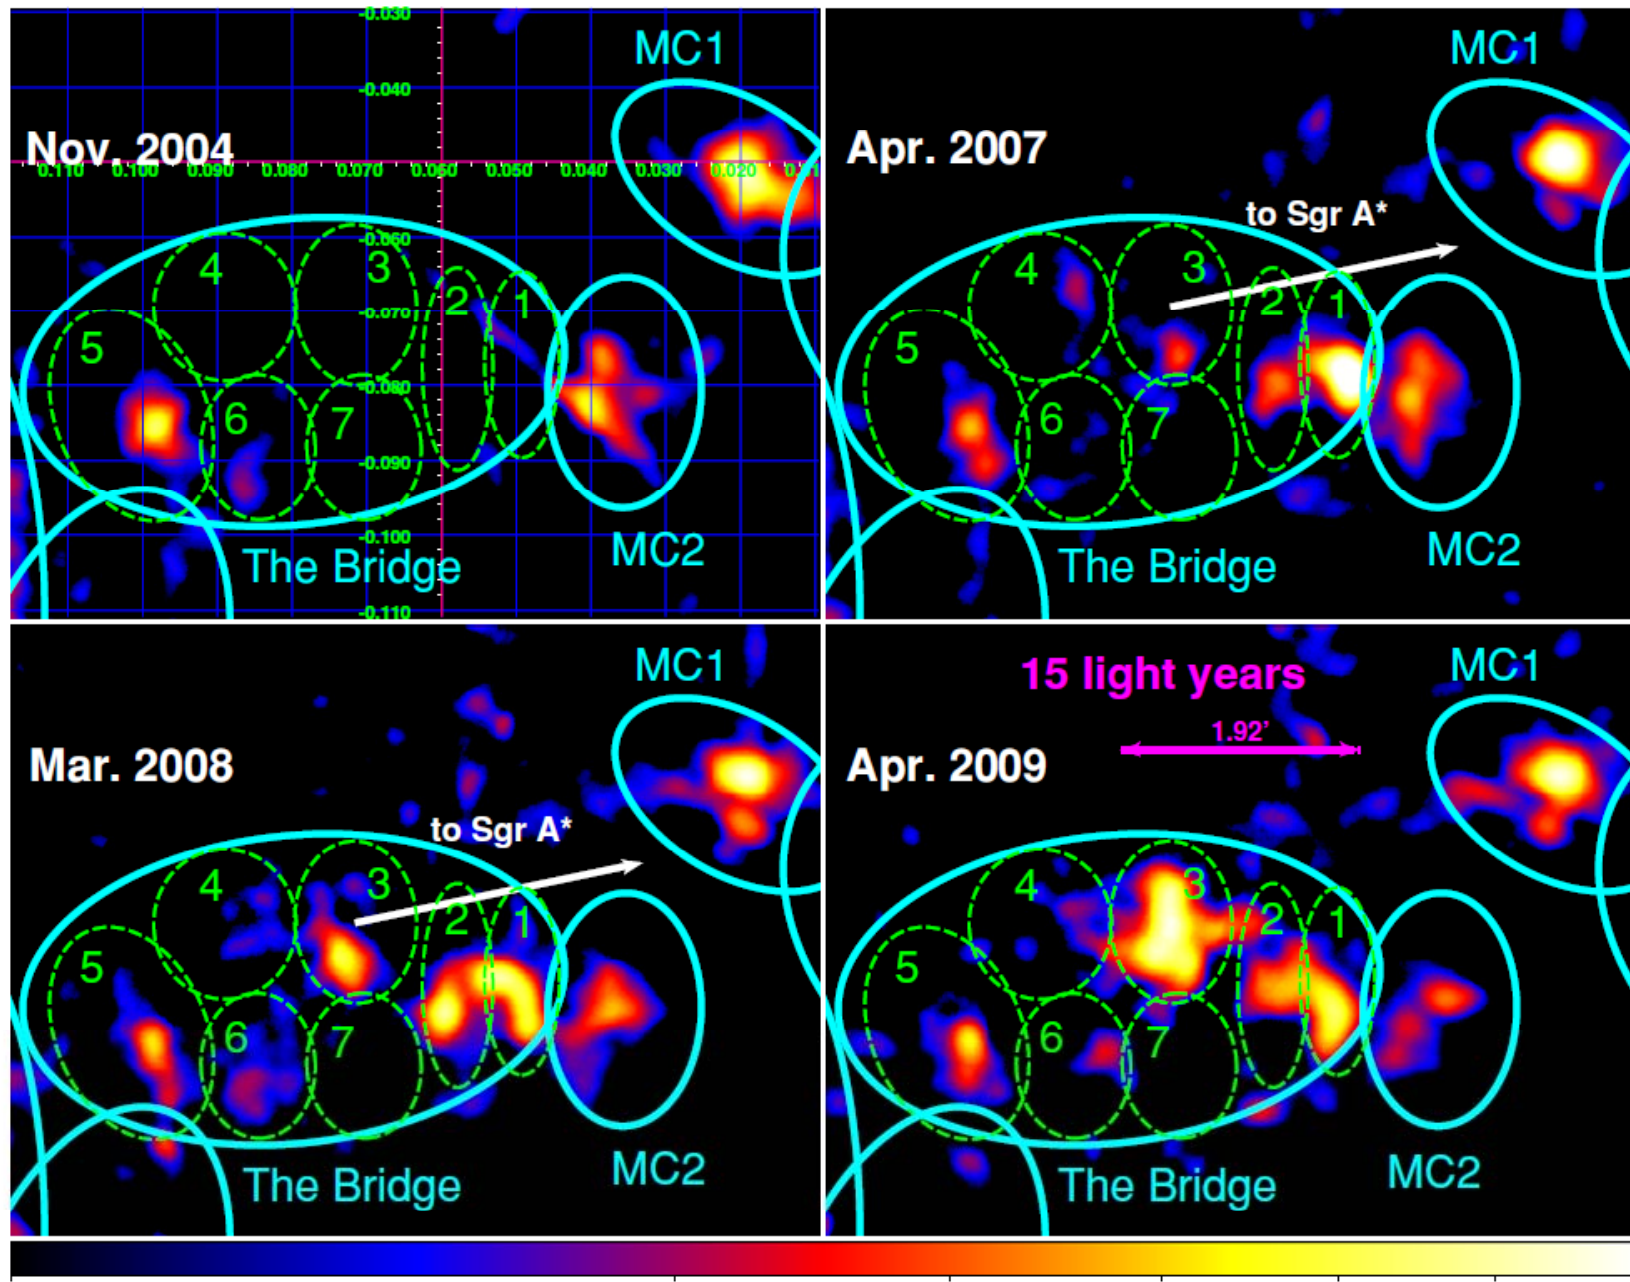 -0.030
MC1
-0.040
Nov. 2004
0.110 0.100 0.090 0.080 0.070 0.060 0.050 0.040 0.030 0.020
-0.060
4
3
2
1
-0.070
5
-0.080
6
7
-0.090
-0.100
The Bridge
MC2
-0.110
MC1
Apr. 2007
to Sgr A*
4
3
2
1
5
6
7
The Bridge
MC2
MC1
Mar. 2008
to Sgr A*
4
3
2
1
5
6
7
The Bridge
MC2
15 light years
MC1
1.92’
Apr. 2009
4
3
2
1
5
6
7
The Bridge
MC2